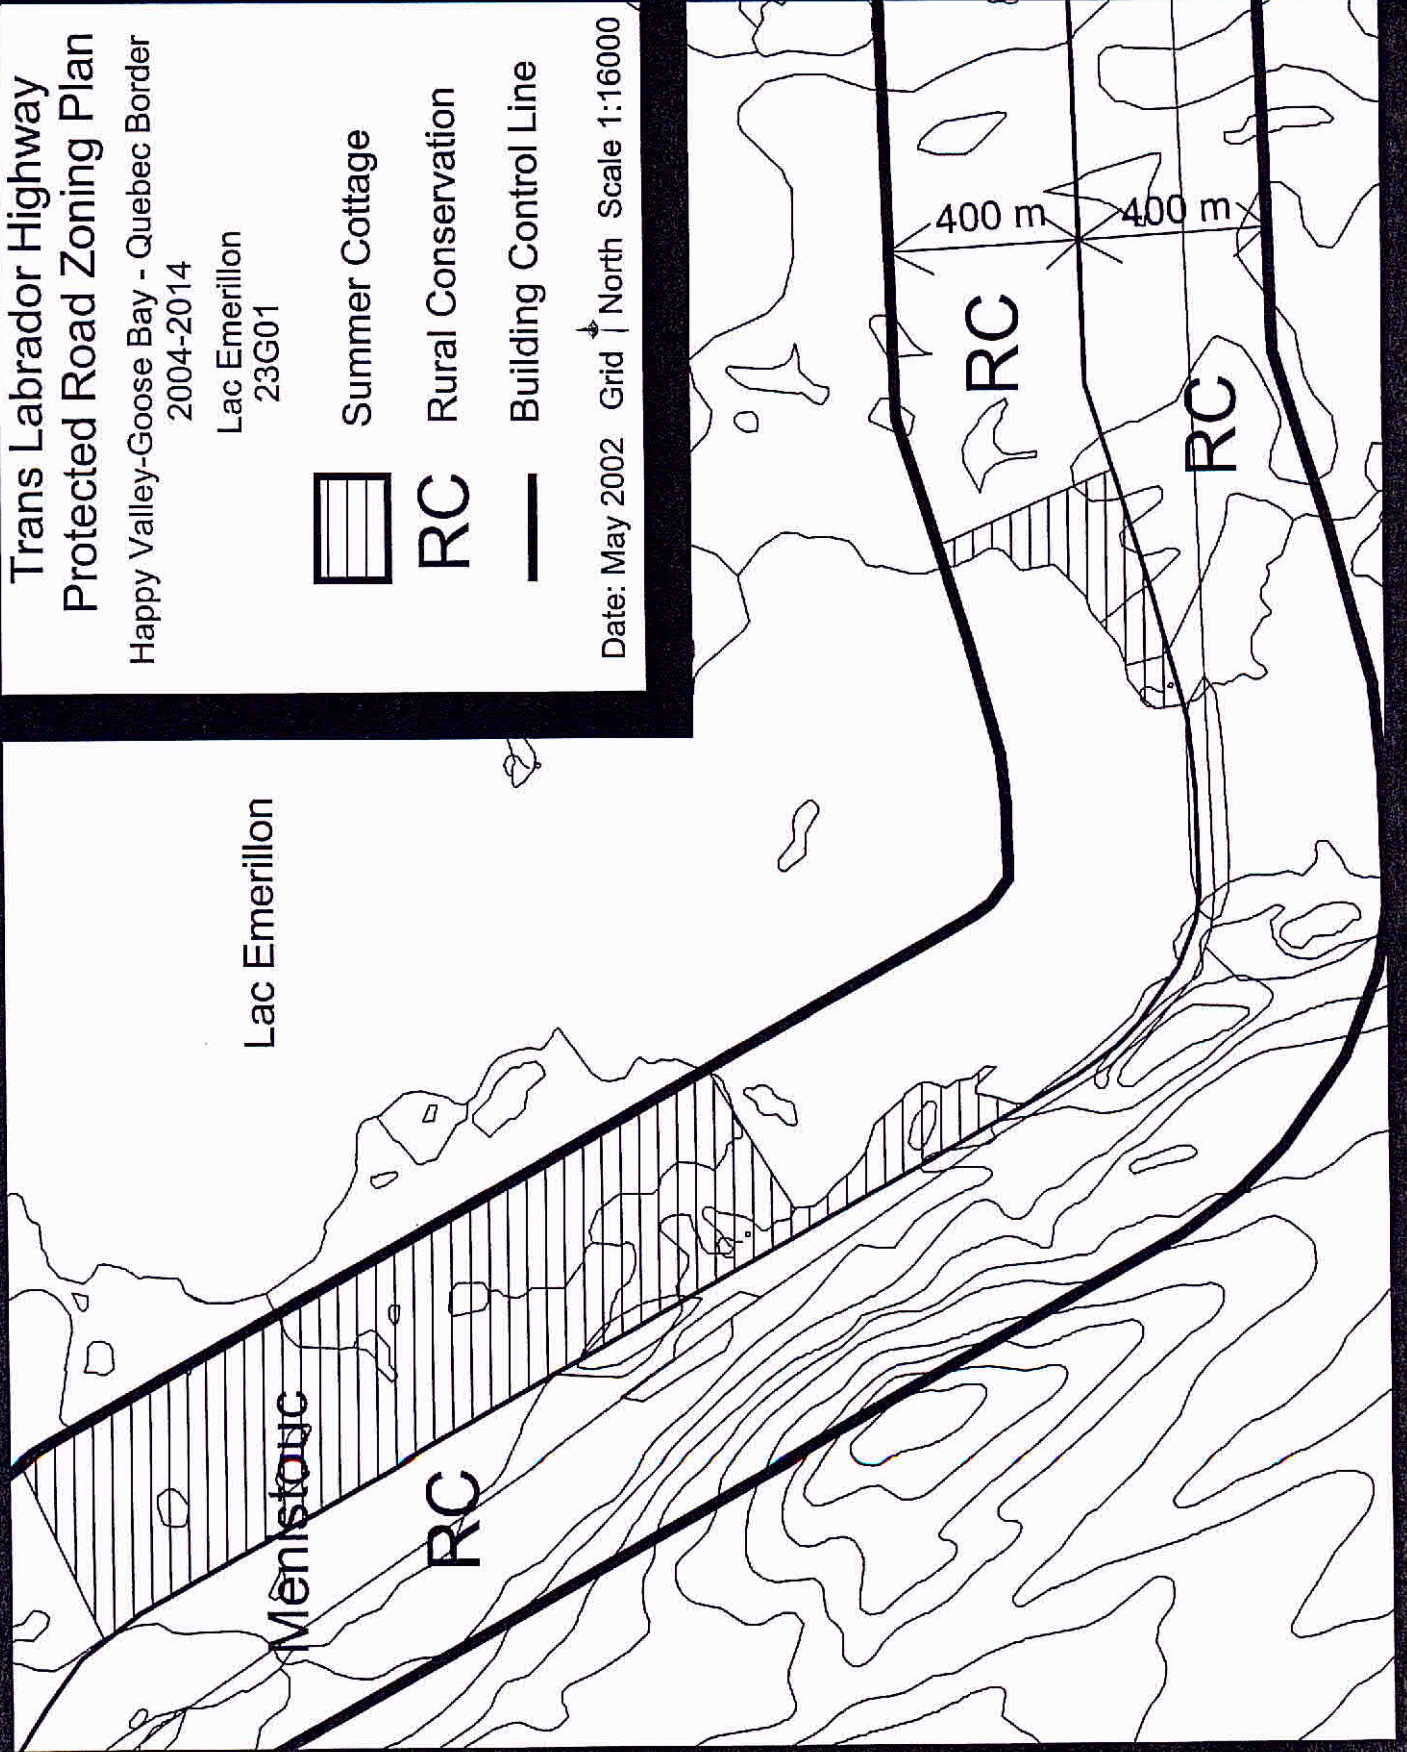 Trans Labrador Highway
Protected Road Zoning Plan
Happy Valley-Goose Bay - Quebec Border
2004-2014
Lac Emerillon
23G01
Summer Cottage
RC Rural Conservation
Building Control Line
Date: May 2002 Grid North Scale 1:16000
Lac Emerillon
Menistouc
RC
RC
RC
400 m
400 m